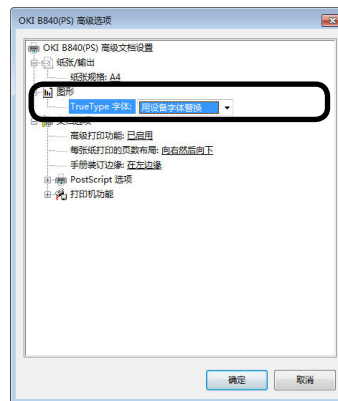 OKI B840(PS) 高级选项
OKI B840(PS) 高级文档设置
纸张/输出
纸张规格: A4
图形
TrueType 字体: 用设备字体替换
文档选项
高级打印功能: 已启用
每张纸打印的页数布局: 向右然后向下
手册装订边缘: 在左边缘
PostScript 选项
打印机功能
确定 取消